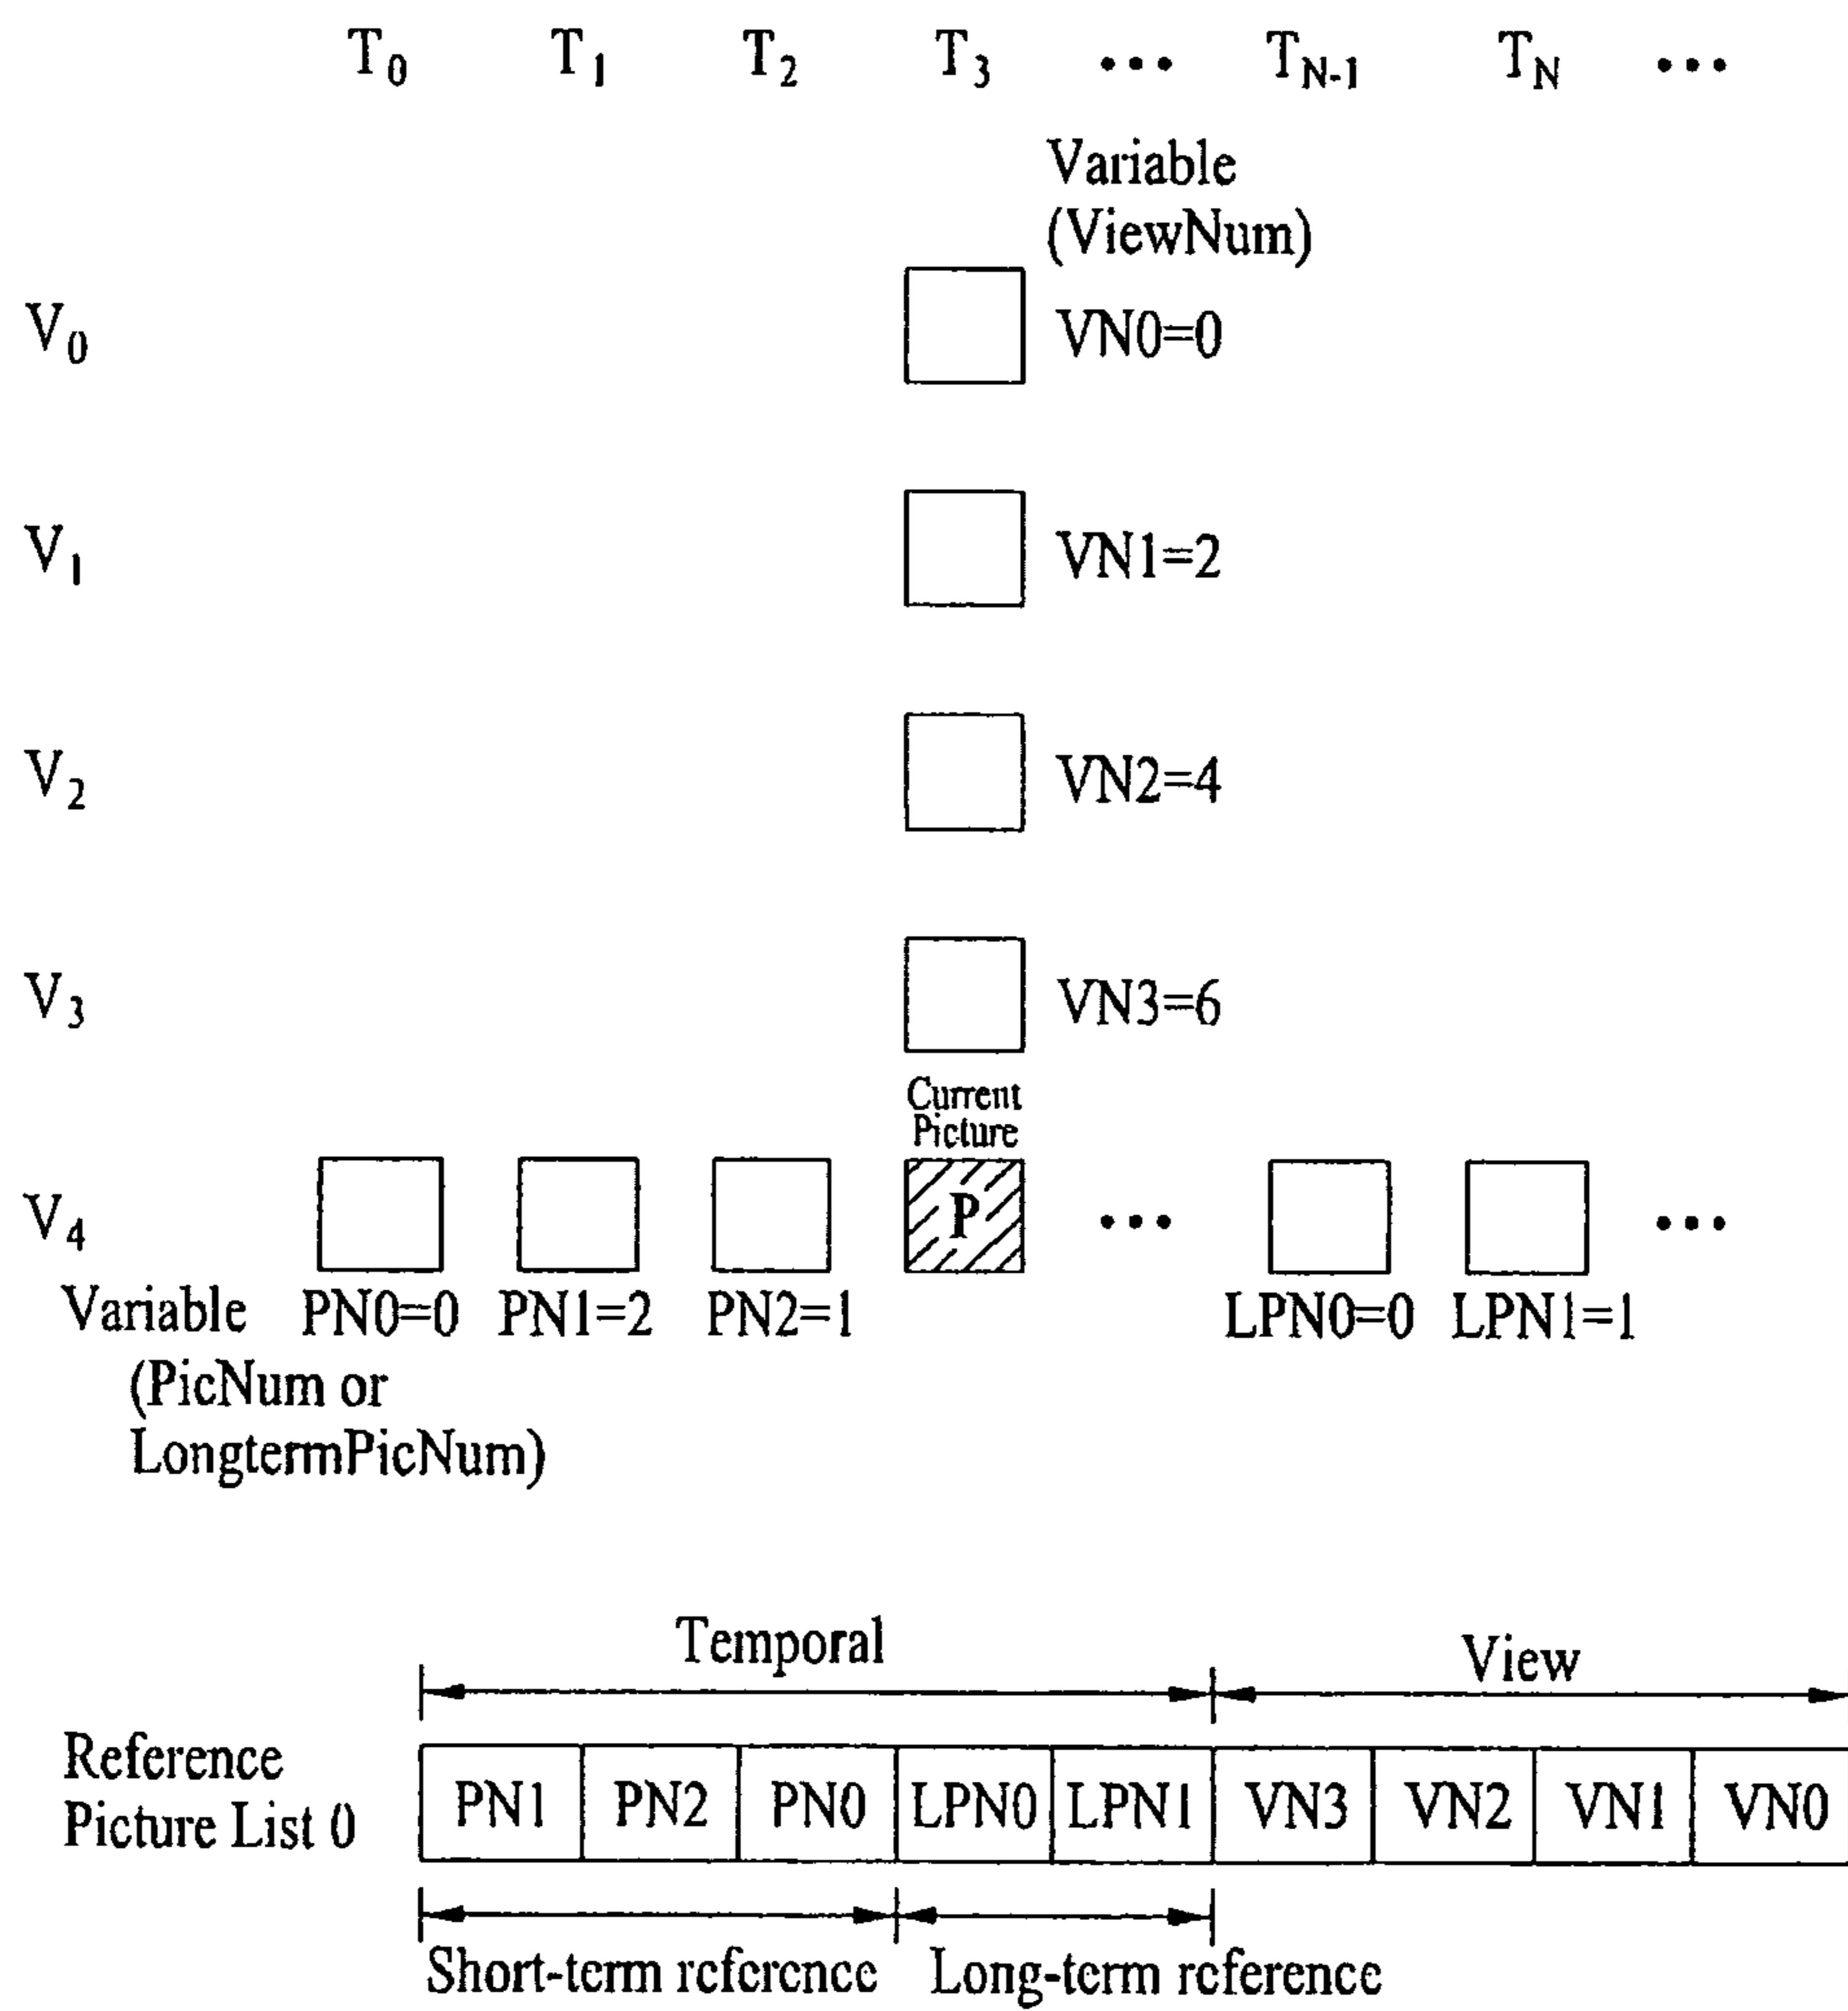 T0 T1 T2 T3 ... TN-1 TN ...
Variable
(ViewNum)
V0 VN0=0
V1 VN1=2
V2 VN2=4
V3 VN3=6
Current
Picture
V4 P ... ...
Variable PN0=0 PN1=2 PN2=1 LPN0=0 LPN1=1
(PicNum or
LongtermPicNum)
Temporal View
Reference
Picture List 0
PN1 PN2 PN0 LPN0 LPN1 VN3 VN2 VN1 VN0
Short-term reference Long-term reference